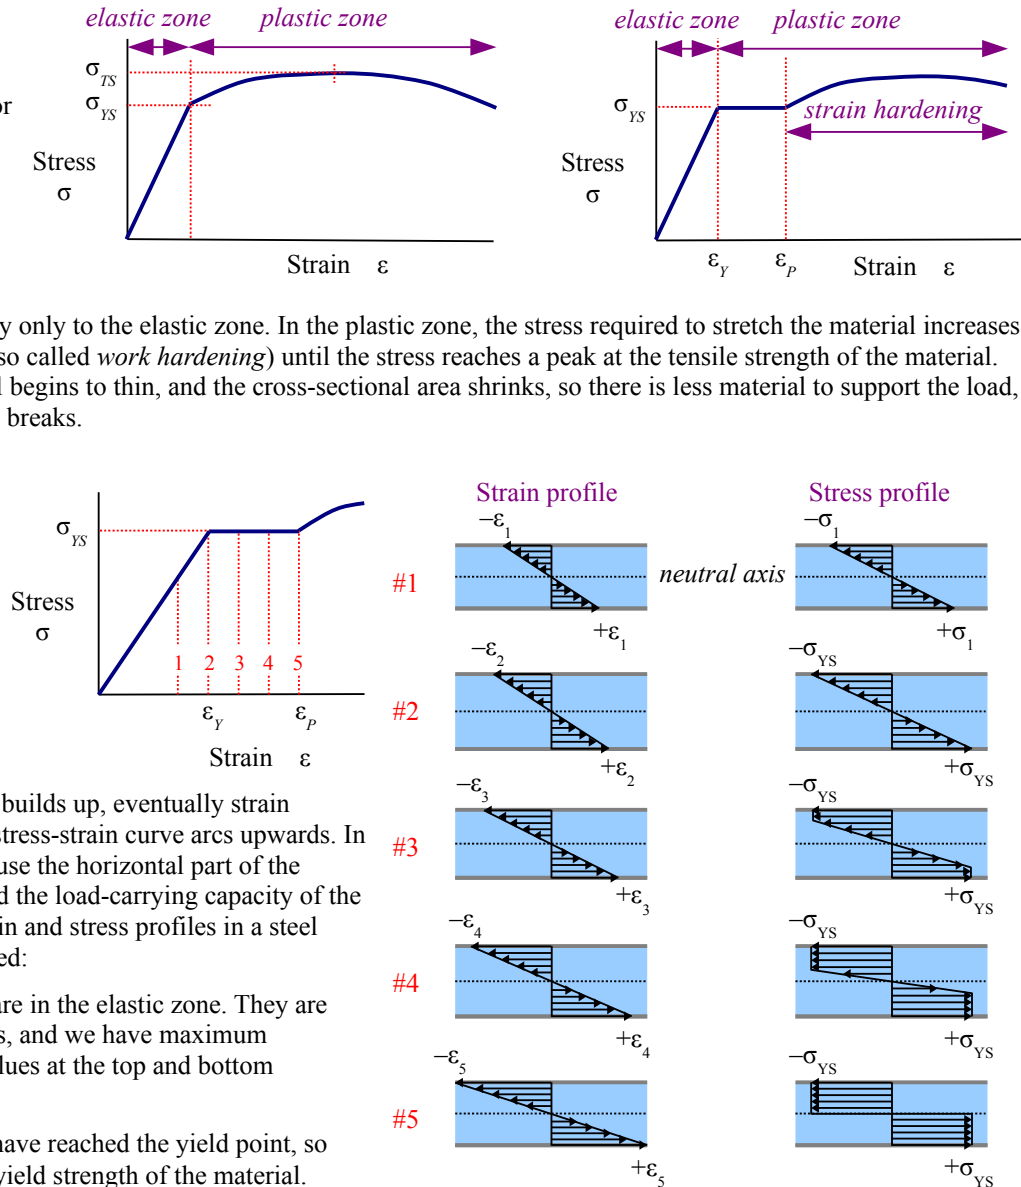 elastic zone plastic zone
σTS
σYS
or
Stress
σ
Strain ε
elastic zone plastic zone
σYS
strain hardening
Stress
σ
εY εP Strain ε
y only to the elastic zone. In the plastic zone, the stress required to stretch the material increases
so called work hardening) until the stress reaches a peak at the tensile strength of the material.
l begins to thin, and the cross-sectional area shrinks, so there is less material to support the load,
breaks.
σYS
Stress
σ
1 2 3 4 5
εY εP
Strain ε
builds up, eventually strain
stress-strain curve arcs upwards. In
use the horizontal part of the
d the load-carrying capacity of the
in and stress profiles in a steel
ed:
are in the elastic zone. They are
s, and we have maximum
lues at the top and bottom
have reached the yield point, so
yield strength of the material.
Strain profile Stress profile
−ε1 −σ1
#1 neutral axis
+ε1 +σ1
−ε2 −σYS
#2
+ε2 +σYS
−ε3 −σYS
#3
+ε3 +σYS
−ε4 −σYS
#4
+ε4 +σYS
−ε5 −σYS
#5
+ε5 +σYS